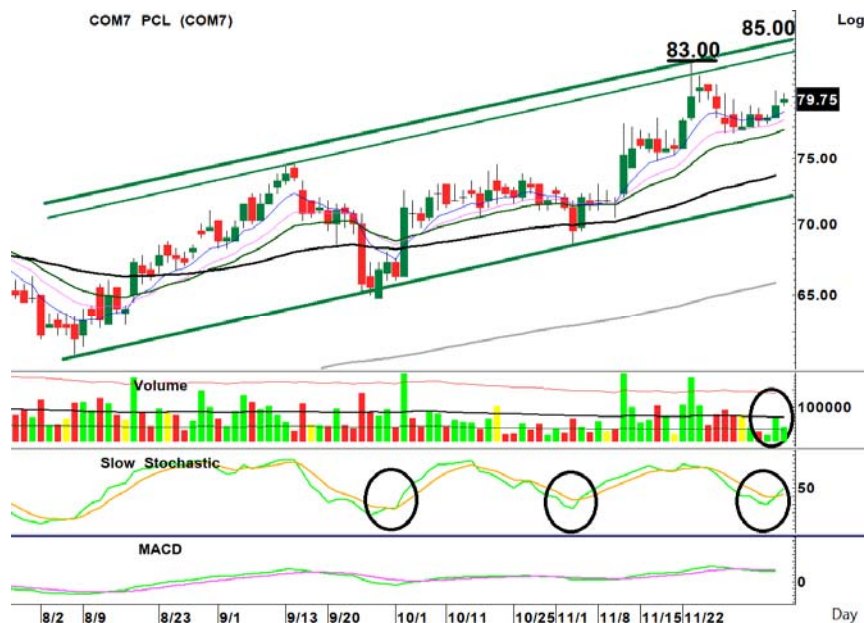 COM7 PCL (COM7)
Log
85.00
83.00
79.75
75.00
70.00
65.00
Volume
100000
Slow Stochastic
50
MACD
0
8/2 8/9 8/23 9/1 9/13 9/20 10/1 10/11 10/25 11/1 11/8 11/15 11/22 Day